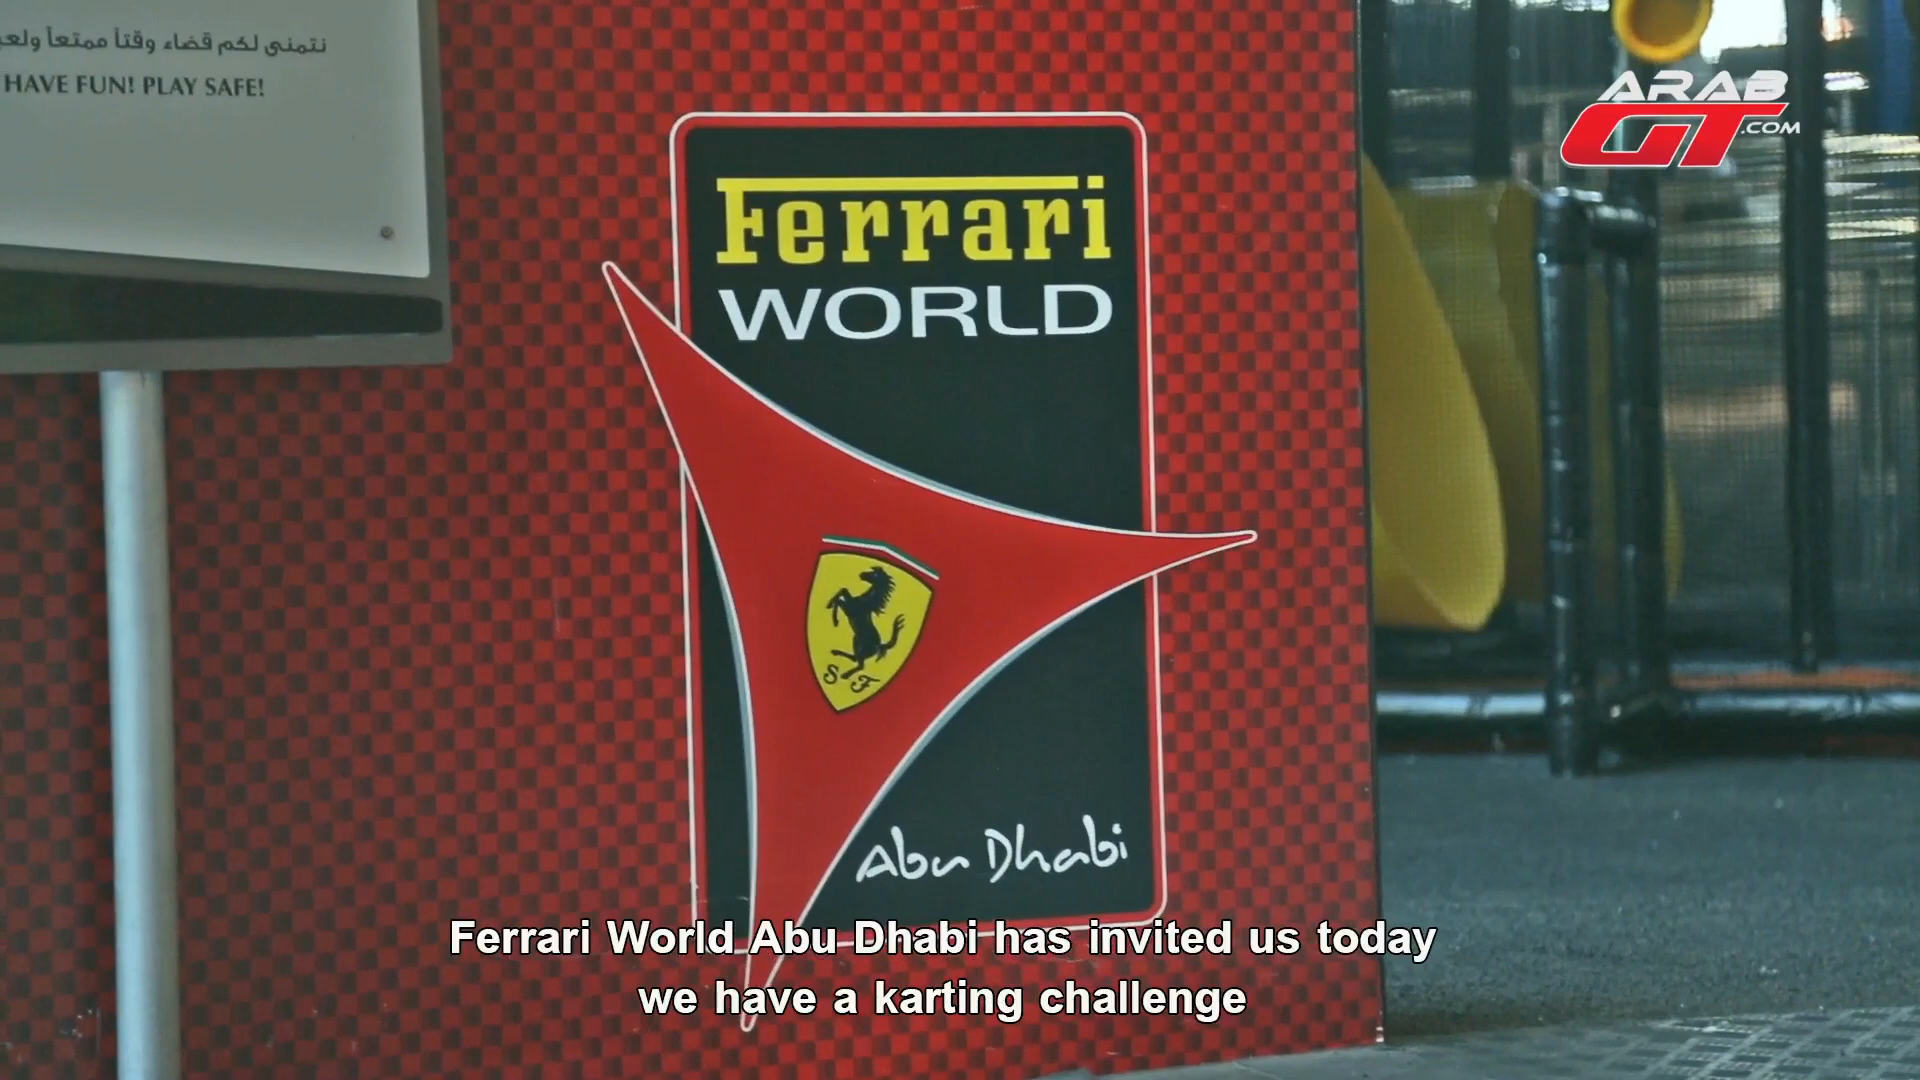 نتمنى لكم قضاء وقتاً ممتعاً
HAVE FUN! PLAY SAFE!
ARAB
GT.COM
Ferrari
WORLD
S F
Abu Dhabi
Ferrari World Abu Dhabi has invited us today
we have a karting challenge